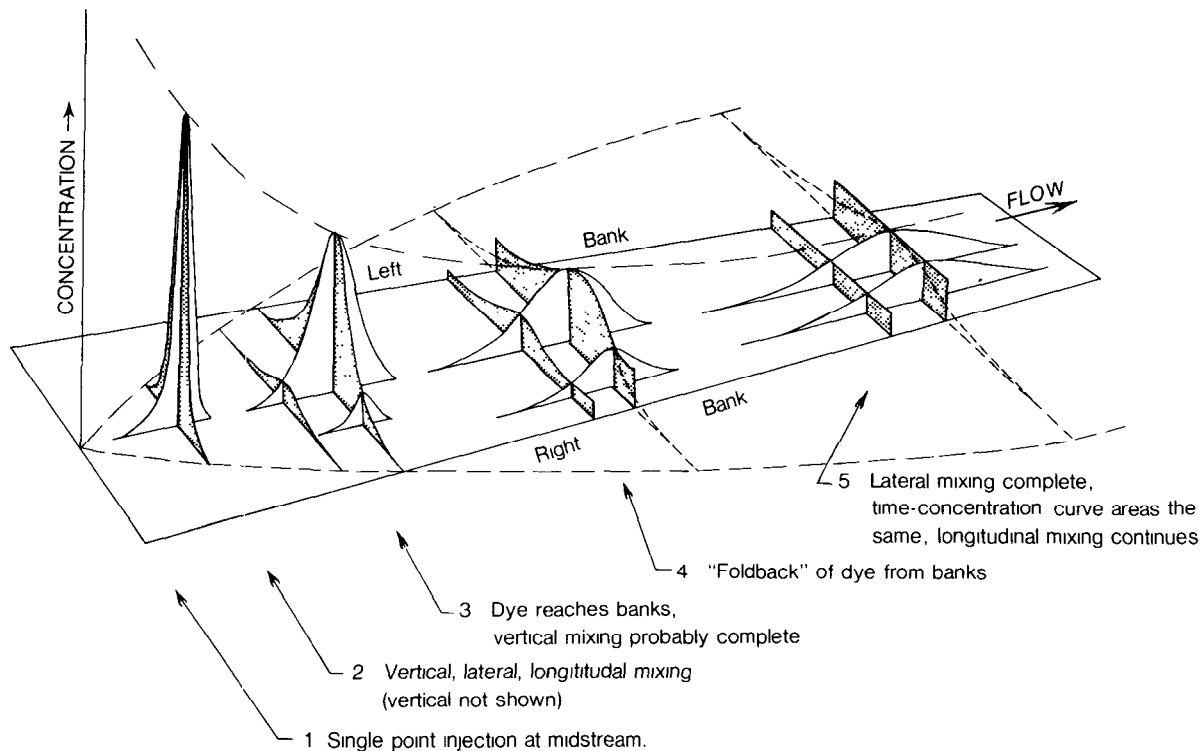 CONCENTRATION →
FLOW
Bank
Left
Bank
Right
5 Lateral mixing complete,
time-concentration curve areas the
same, longitudinal mixing continues
4 "Foldback" of dye from banks
3 Dye reaches banks,
vertical mixing probably complete
2 Vertical, lateral, longititudal mixing
(vertical not shown)
1 Single point injection at midstream.